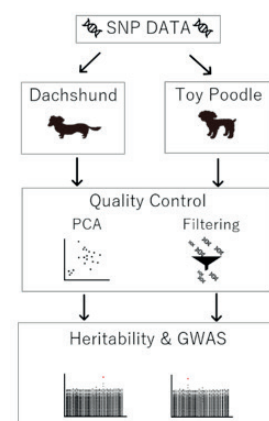 SNP DATA
Dachshund
Toy Poodle
Quality Control
PCA
Filtering
Heritability & GWAS